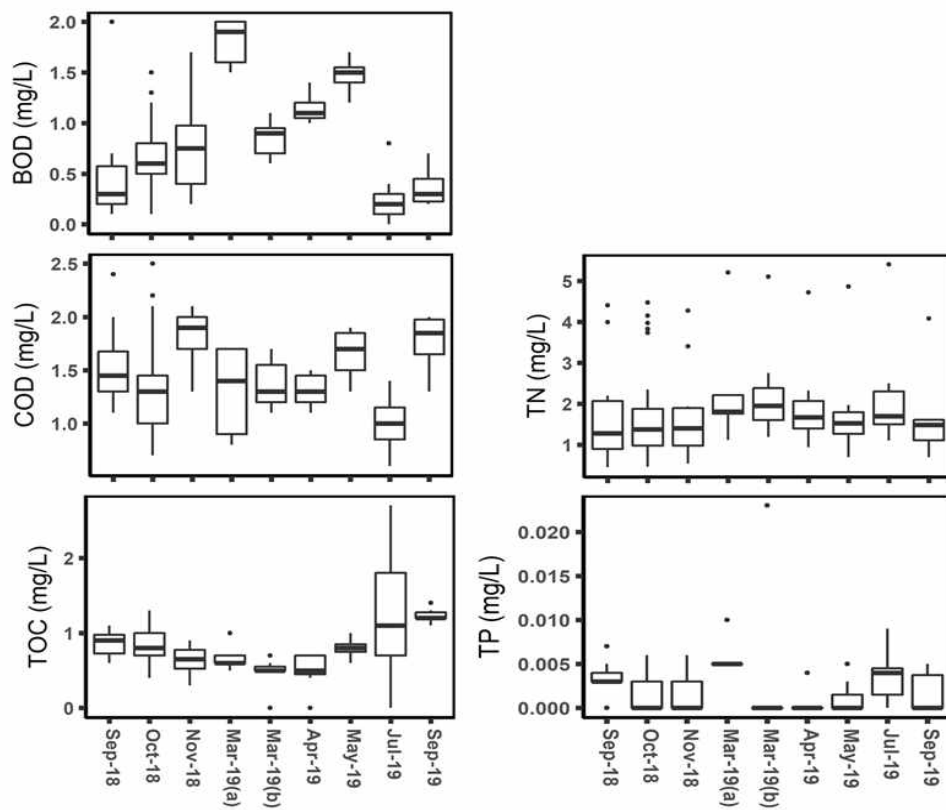 BOD (mg/L)
2.0
1.5
1.0
0.5
0.0
COD (mg/L)
2.5
2.0
1.5
1.0
TN (mg/L)
5
4
3
2
1
TOC (mg/L)
2
1
0
TP (mg/L)
0.020
0.015
0.010
0.005
0.000
Sep-18
Oct-18
Nov-18
Mar-19(a)
Mar-19(b)
Apr-19
May-19
Jul-19
Sep-19
Sep-18
Oct-18
Nov-18
Mar-19(a)
Mar-19(b)
Apr-19
May-19
Jul-19
Sep-19